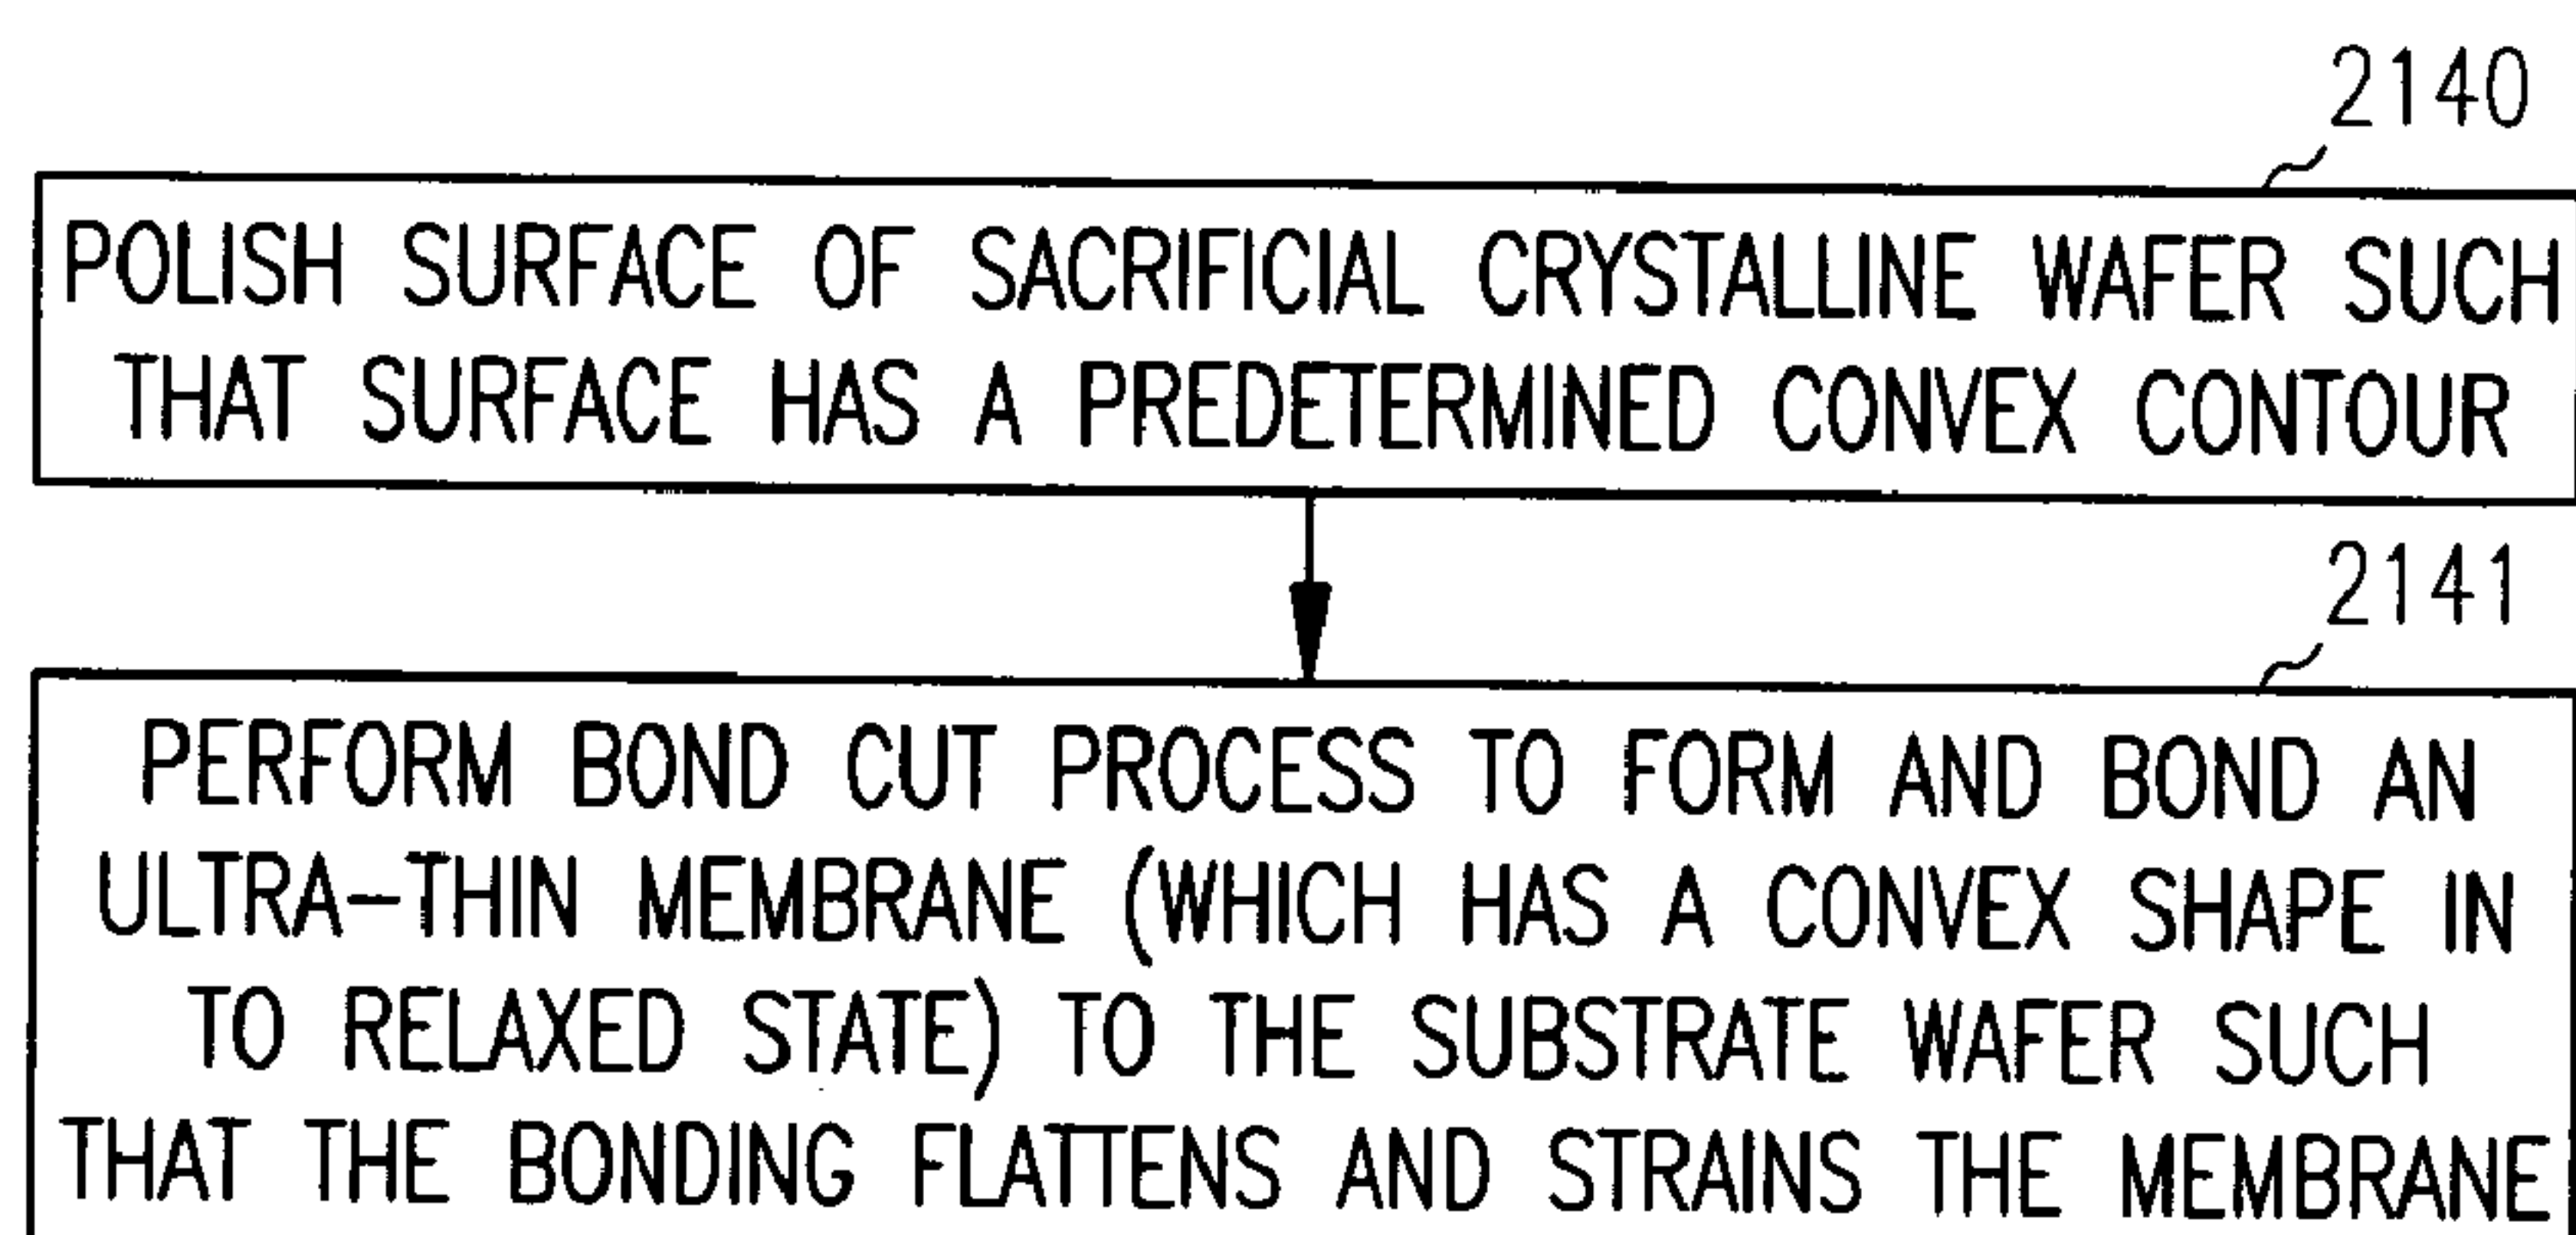 2140
POLISH SURFACE OF SACRIFICIAL CRYSTALLINE WAFER SUCH
THAT SURFACE HAS A PREDETERMINED CONVEX CONTOUR
2141
PERFORM BOND CUT PROCESS TO FORM AND BOND AN
ULTRA-THIN MEMBRANE (WHICH HAS A CONVEX SHAPE IN
TO RELAXED STATE) TO THE SUBSTRATE WAFER SUCH
THAT THE BONDING FLATTENS AND STRAINS THE MEMBRANE